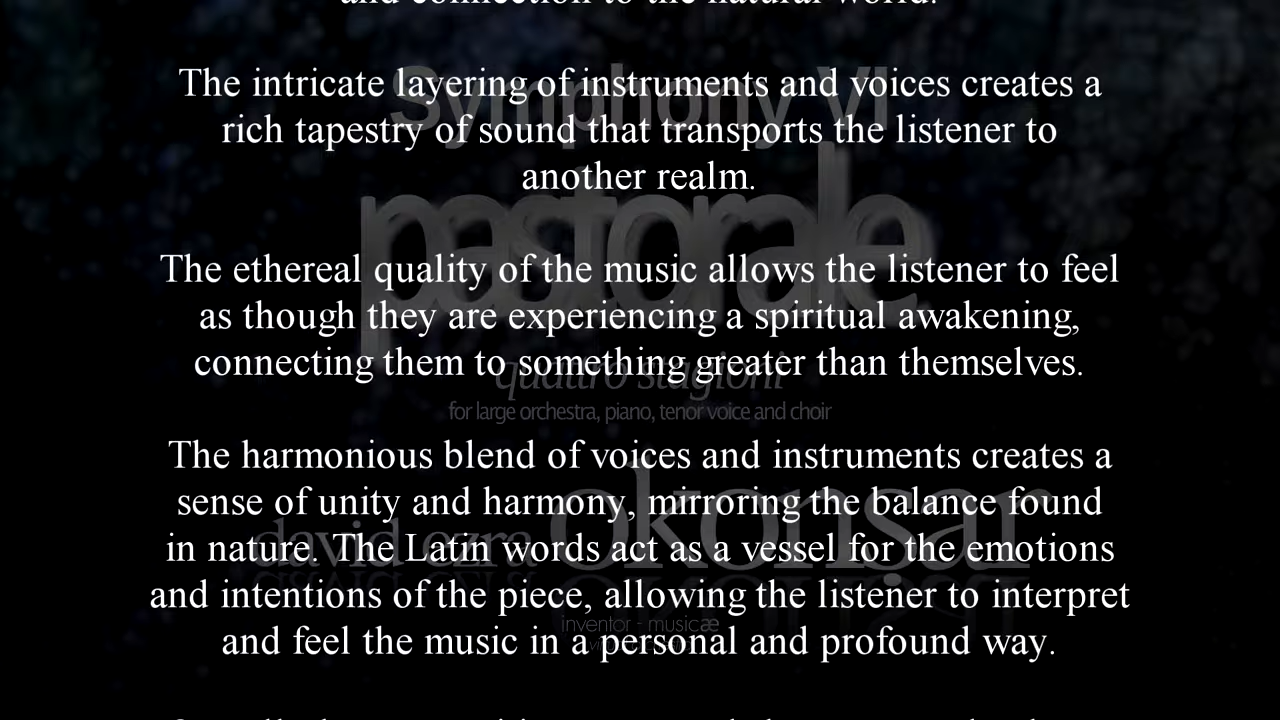 and connection to the natural world.
Symphony VI
The intricate layering of instruments and voices creates a
rich tapestry of sound that transports the listener to
another realm.
pastorale
The ethereal quality of the music allows the listener to feel
as though they are experiencing a spiritual awakening,
connecting them to something greater than themselves.
quattro stagioni
for large orchestra, piano, tenor voice and choir
The harmonious blend of voices and instruments creates a
sense of unity and harmony, mirroring the balance found
david ezra okonsar
in nature. The Latin words act as a vessel for the emotions
and intentions of the piece, allowing the listener to interpret
inventor - musicæ
and feel the music in a personal and profound way.